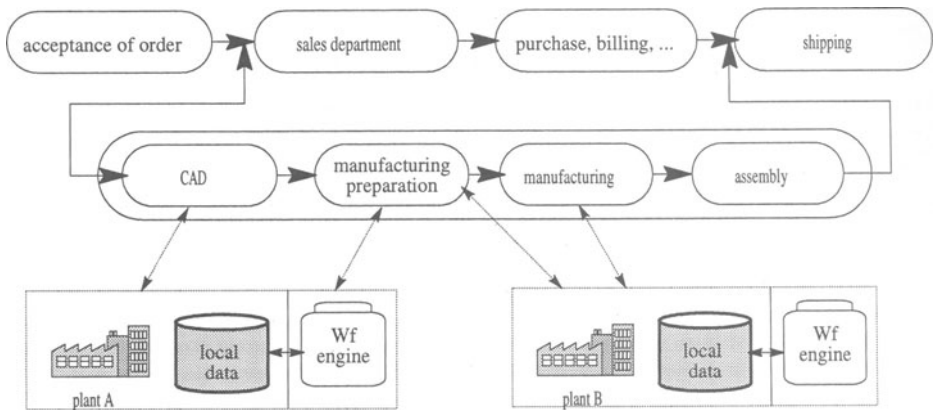 acceptance of order
sales department
purchase, billing, ...
shipping
CAD
manufacturing
preparation
manufacturing
assembly
local
data
Wf
engine
plant A
local
data
Wf
engine
plant B